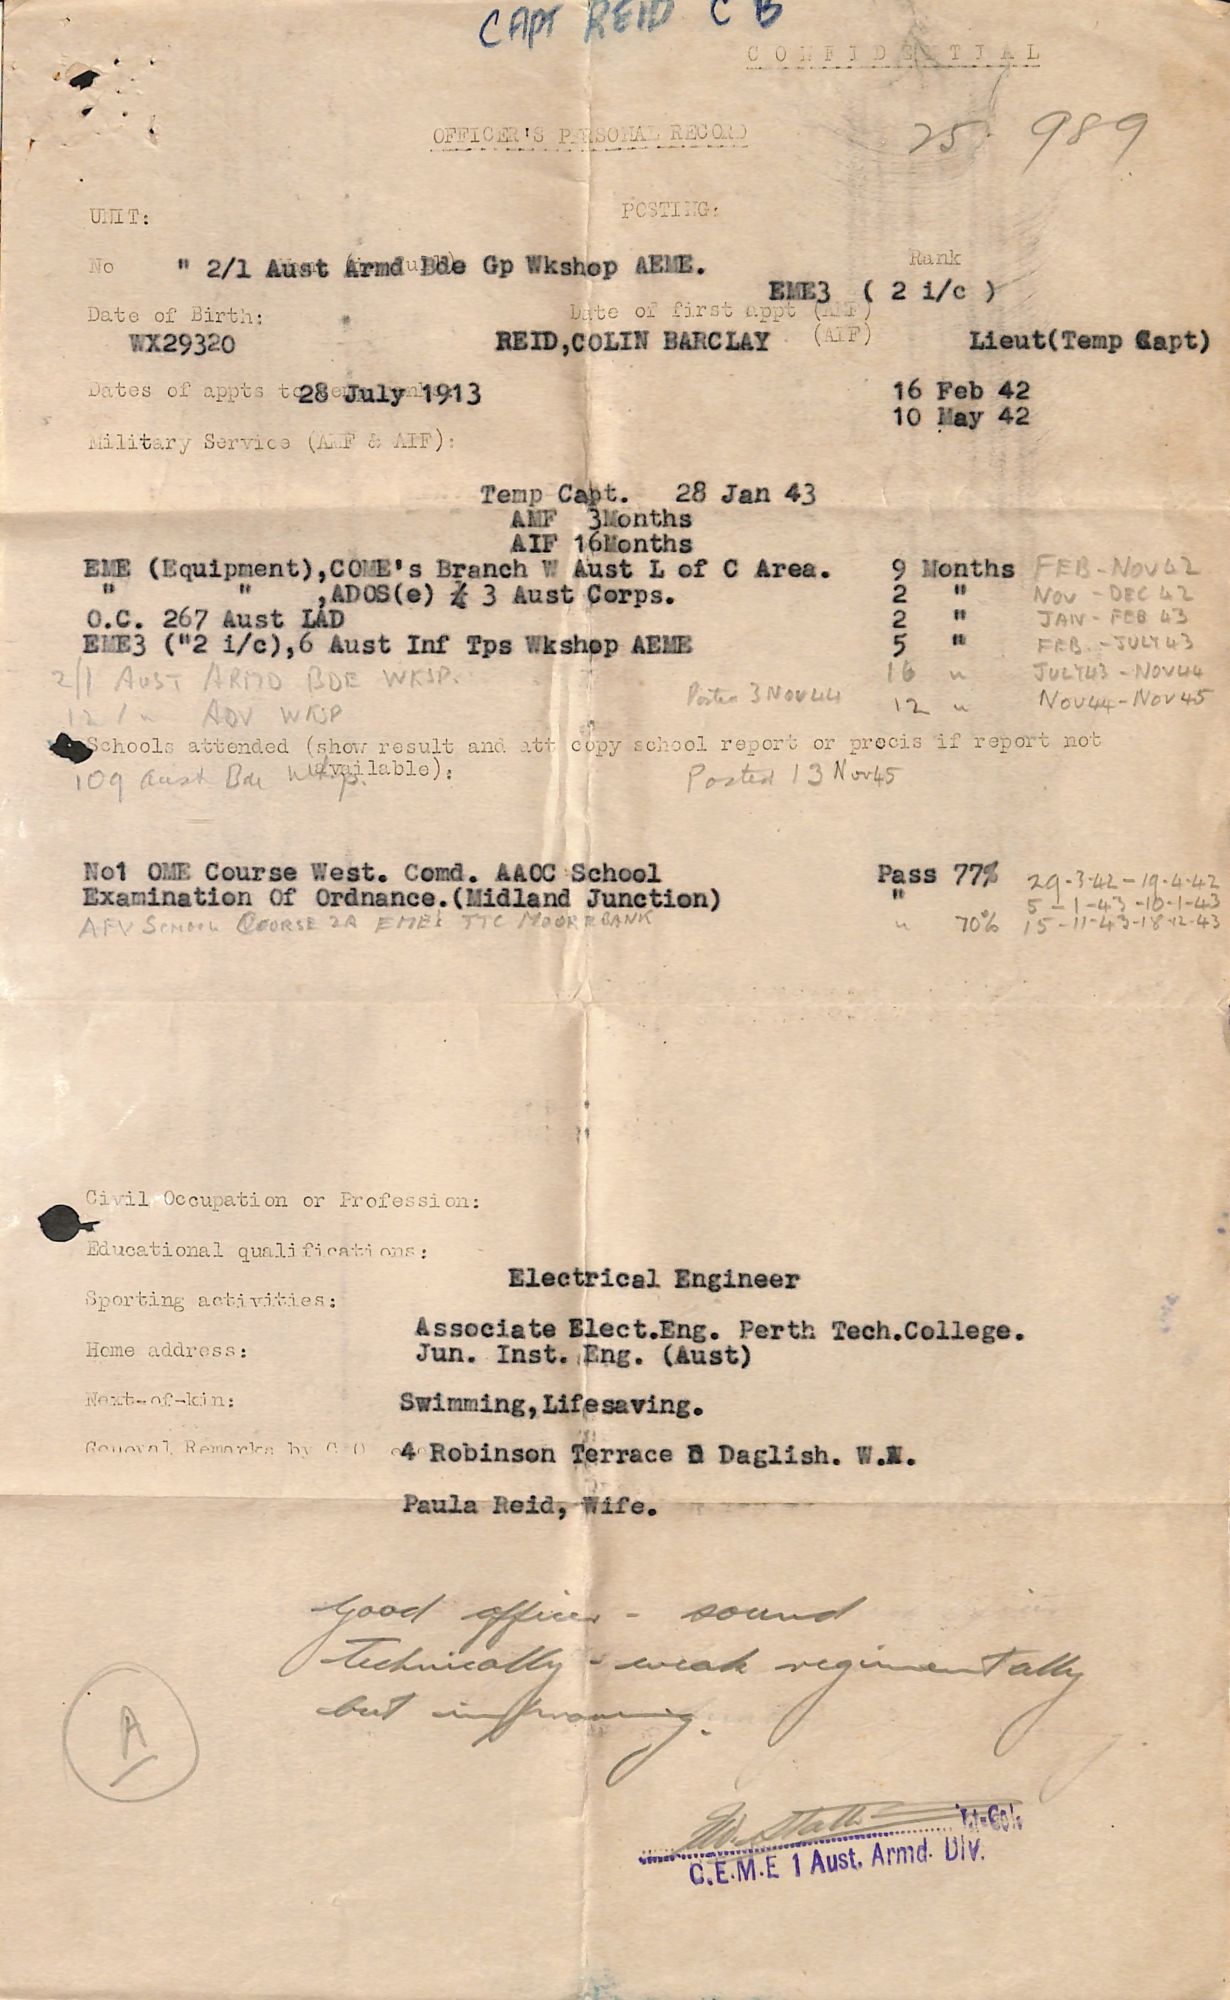 CAPT REID C B
CONFIDENTIAL
OFFICER'S PERSONAL RECORD
25. 989
UNIT: POSTING:
No Rank
" 2/1 Aust Armd Bde Gp Wkshop AEME.
EME3 ( 2 i/c )
Date of Birth: Date of first appt (AMF)
(AIF)
WX29320 REID,COLIN BARCLAY Lieut(Temp Capt)
Dates of appts to
28 July 1913 16 Feb 42
10 May 42
Military Service (AMF & AIF):
Temp Capt. 28 Jan 43
AMF 3Months
AIF 16Months
EME (Equipment),COME's Branch W Aust L of C Area. 9 Months FEB - NOV 42
" " ,ADOS(e) 3 Aust Corps. 2 " NOV - DEC 42
O.C. 267 Aust LAD 2 " JAN - FEB 43
EME3 ("2 i/c),6 Aust Inf Tps Wkshop AEME 5 " FEB - JULY 43
2/1 AUST ARMD BDE WKSP. 16 " JULY 43 - NOV 44
ADV WKSP Posted 3 NOV 44 12 " NOV 44 - NOV 45
Schools attended (show result and att copy school report or precis if report not
available):
109 Aust Bde Wksp. Posted 13 Nov 45
No1 OME Course West. Comd. AAOC School Pass 77% 29-3-42 - 19-4-42
Examination Of Ordnance.(Midland Junction) " 5-1-43 -10-1-43
AFV SCHOOL COURSE 2A EME's TTC MOOREBANK " 70% 15-11-43-18-12-43
Civil Occupation or Profession:
Educational qualifications:
Electrical Engineer
Sporting activities:
Associate Elect.Eng. Perth Tech.College.
Home address:
Jun. Inst. Eng. (Aust)
Next-of-kin:
Swimming,Lifesaving.
General Remarks by C O
4 Robinson Terrace Daglish. W.A.
Paula Reid, Wife.
Good officer - sound
technically - weak regimentally
but improving.
A
Lt-Col.
C.E.M.E 1 Aust. Armd. Div.